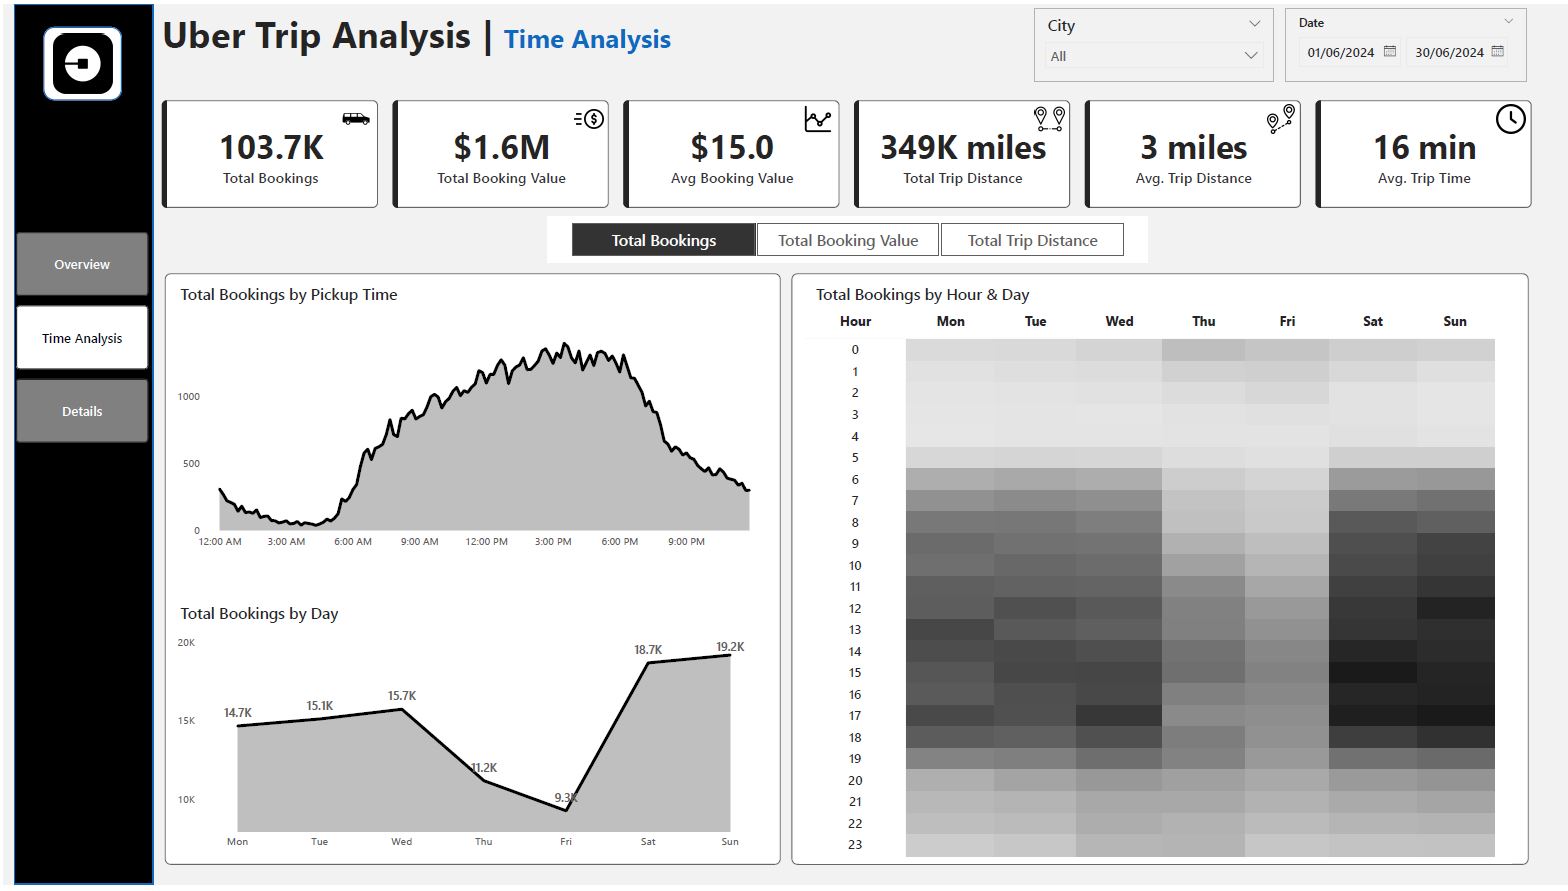 Uber Trip Analysis | Time Analysis
City
All
Date
01/06/2024 30/06/2024
103.7K
Total Bookings
$1.6M
Total Booking Value
$15.0
Avg Booking Value
349K miles
Total Trip Distance
3 miles
Avg. Trip Distance
16 min
Avg. Trip Time
Overview
Time Analysis
Details
Total Bookings Total Booking Value Total Trip Distance
Total Bookings by Pickup Time
1000
500
0
12:00 AM 3:00 AM 6:00 AM 9:00 AM 12:00 PM 3:00 PM 6:00 PM 9:00 PM
Total Bookings by Day
20K
15K
10K
14.7K 15.1K 15.7K 11.2K 9.3K 18.7K 19.2K
Mon Tue Wed Thu Fri Sat Sun
Total Bookings by Hour & Day
Hour Mon Tue Wed Thu Fri Sat Sun
0
1
2
3
4
5
6
7
8
9
10
11
12
13
14
15
16
17
18
19
20
21
22
23